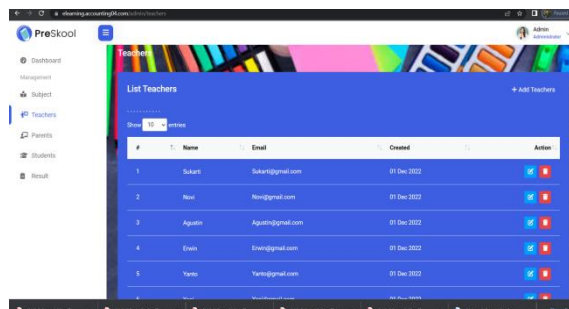 elearning.accounting04.com/admin/teachers
PreSkool
Admin
Administrator
Dashboard
Management
Subject
Teachers
Parents
Students
Result
Teachers
List Teachers
+ Add Teachers
Show 10 entries
# Name Email Created Action
1 Sukarti Sukarti@gmail.com 01 Dec 2022
2 Novi Novi@gmail.com 01 Dec 2022
3 Agustin Agustin@gmail.com 01 Dec 2022
4 Erwin Erwin@gmail.com 01 Dec 2022
5 Yanto Yanto@gmail.com 01 Dec 2022